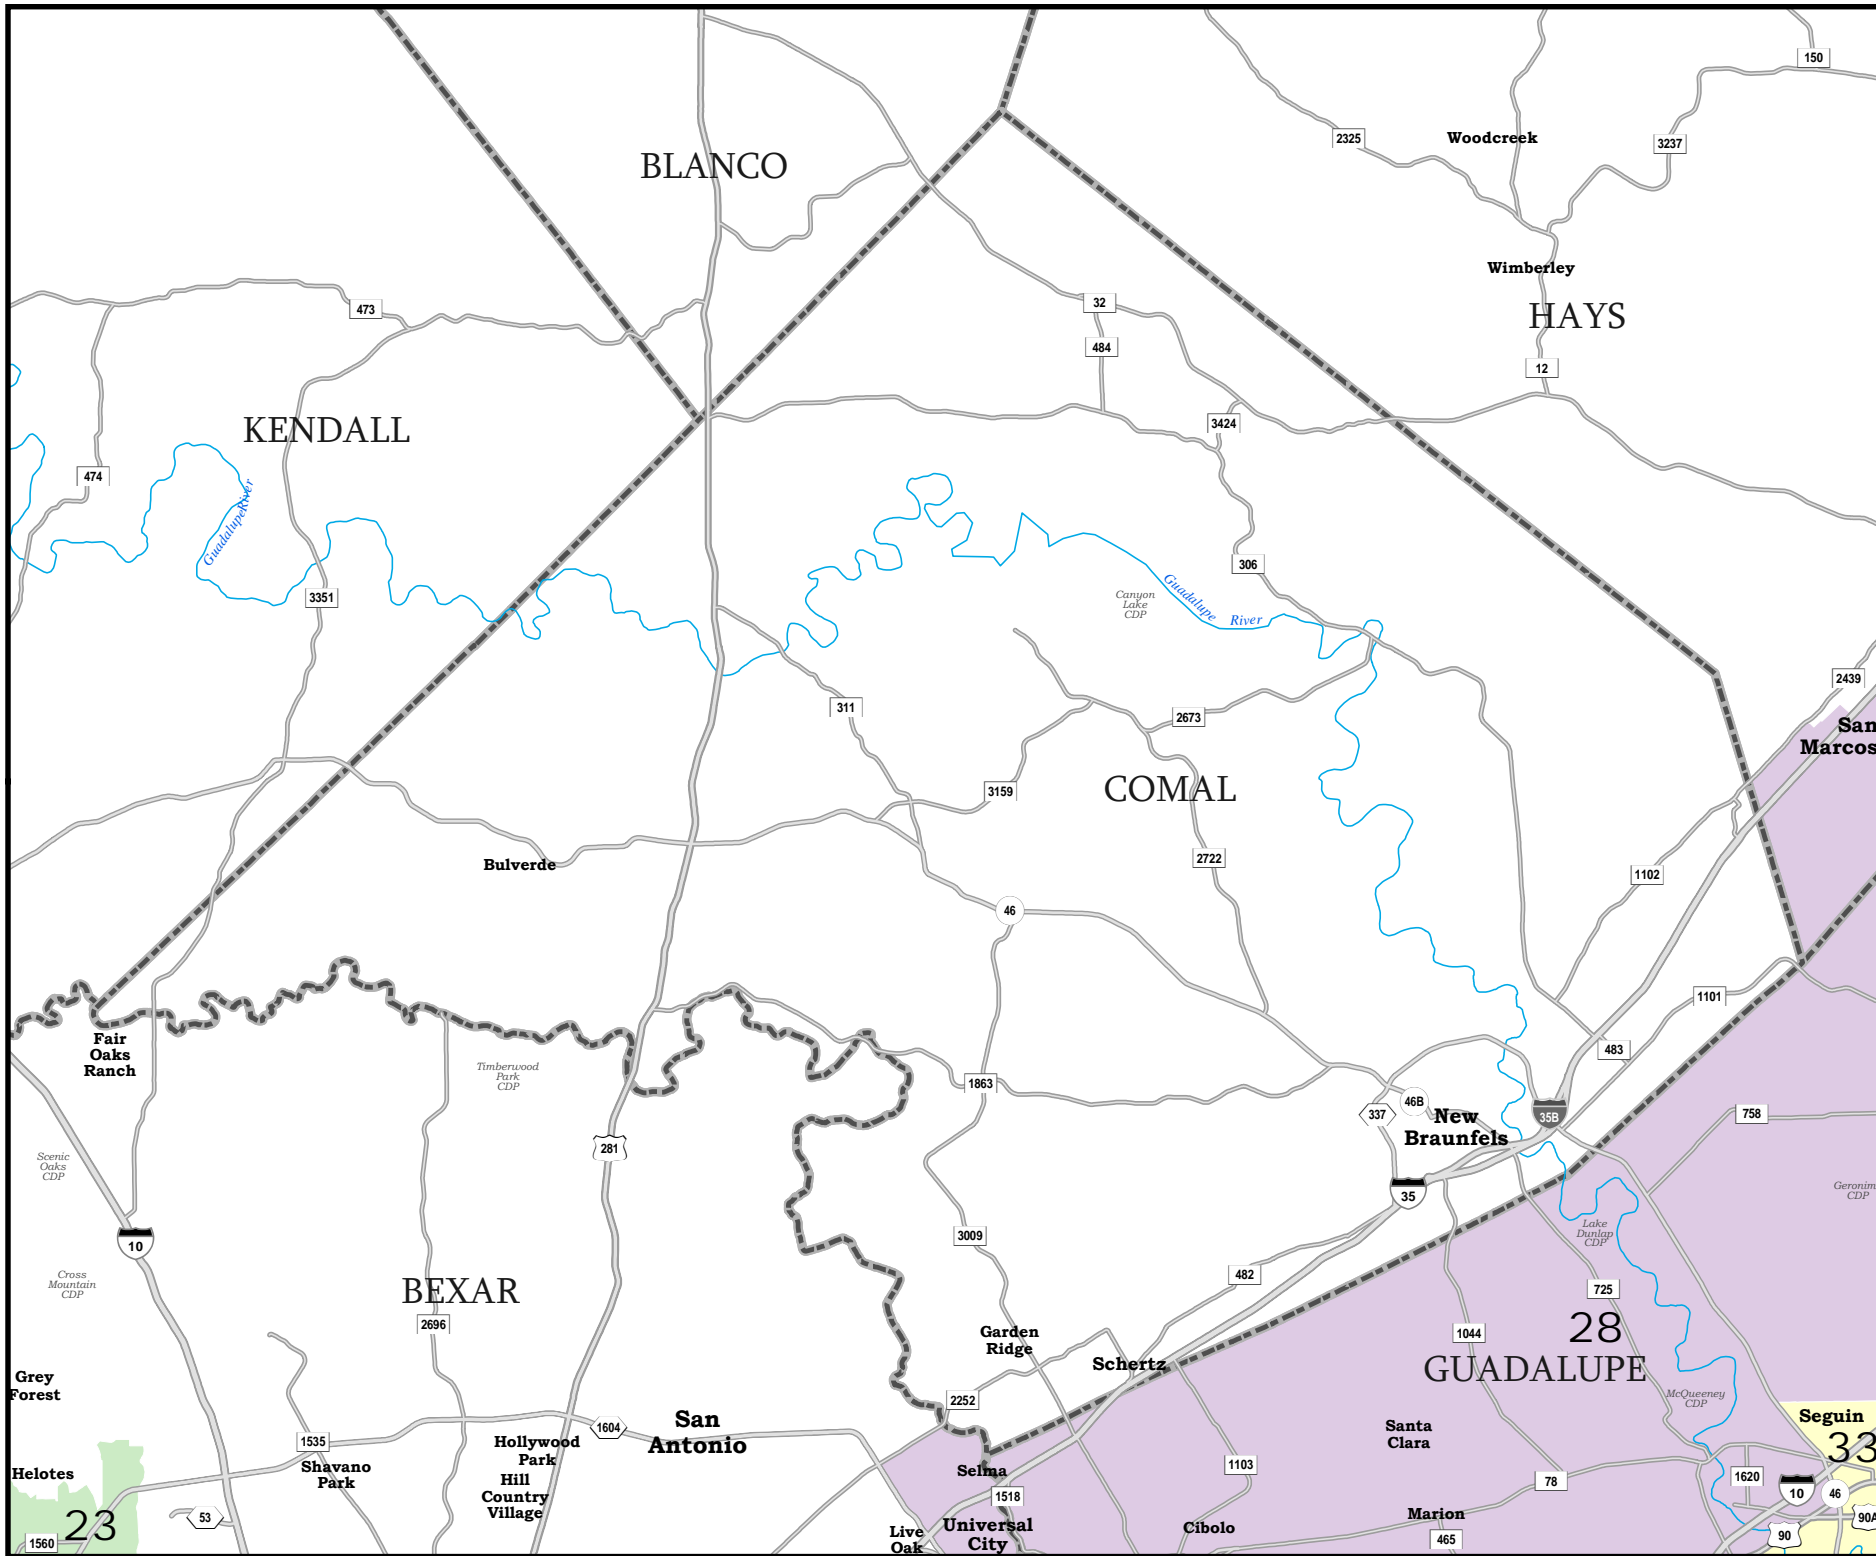 150
2325
Woodcreek
3237
BLANCO
Wimberley
HAYS
32
473
484
12
3424
KENDALL
474
GuadalupeRiver
306
3351
Canyon
Lake
CDP
Guadalupe River
2439
311
2673
San
Marcos
3159
COMAL
2722
Bulverde
1102
46
1101
Fair
Oaks
Ranch
483
Timberwood
Park
CDP
1863
46B
337
New
Braunfels
35B
758
281
Scenic
Oaks
CDP
35
Geronim
CDP
10
3009
Lake
Dunlap
CDP
482
Cross
Mountain
CDP
BEXAR
725
2696
28
1044
Garden
Ridge
Schertz
GUADALUPE
Grey
Forest
McQueeney
CDP
2252
San
Antonio
1604
Seguin
Santa
Clara
33
1535
Hollywood
Park
Shavano
Park
Helotes
Selma
1103
78
1620
10
46
Hill
Country
Village
1518
53
23
Universal
City
Live
Oak
Cibolo
Marion
465
90
90A
1560